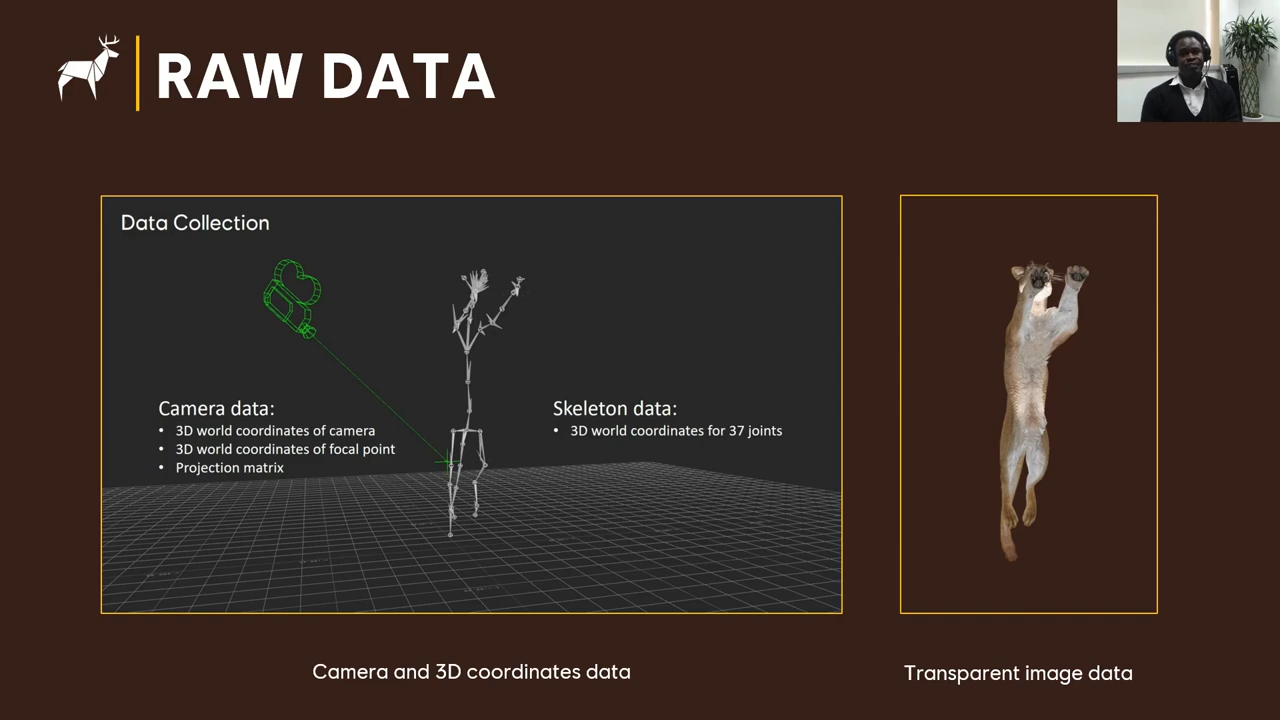 RAW DATA
Data Collection
Camera data:
• 3D world coordinates of camera
• 3D world coordinates of focal point
• Projection matrix
Skeleton data:
• 3D world coordinates for 37 joints
Camera and 3D coordinates data
Transparent image data